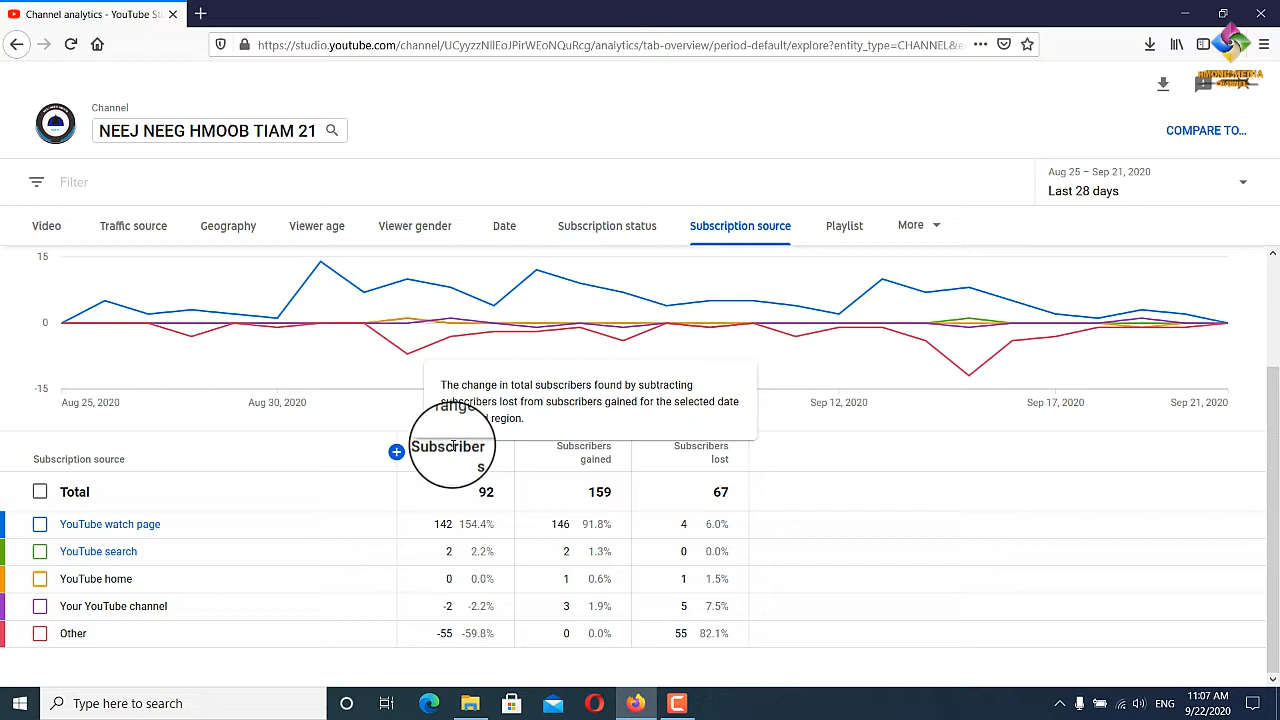 Channel analytics - YouTube Stu
https://studio.youtube.com/channel/UCyyzzNIlEoJPirWEoNQuRcg/analytics/tab-overview/period-default/explore?entity_type=CHANNEL&e
Channel
NEEJ NEEG HMOOB TIAM 21
COMPARE TO...
Filter
Aug 25 – Sep 21, 2020
Last 28 days
Video Traffic source Geography Viewer age Viewer gender Date Subscription status Subscription source Playlist More
15
0
-15
Aug 25, 2020 Aug 30, 2020 Sep 12, 2020 Sep 17, 2020 Sep 21, 2020
The change in total subscribers found by subtracting
subscribers lost from subscribers gained for the selected date
range region.
Subscription source Subscribers Subscribers gained Subscribers lost
Total 92 159 67
YouTube watch page 142 154.4% 146 91.8% 4 6.0%
YouTube search 2 2.2% 2 1.3% 0 0.0%
YouTube home 0 0.0% 1 0.6% 1 1.5%
Your YouTube channel -2 -2.2% 3 1.9% 5 7.5%
Other -55 -59.8% 0 0.0% 55 82.1%
Type here to search
ENG
11:07 AM
9/22/2020